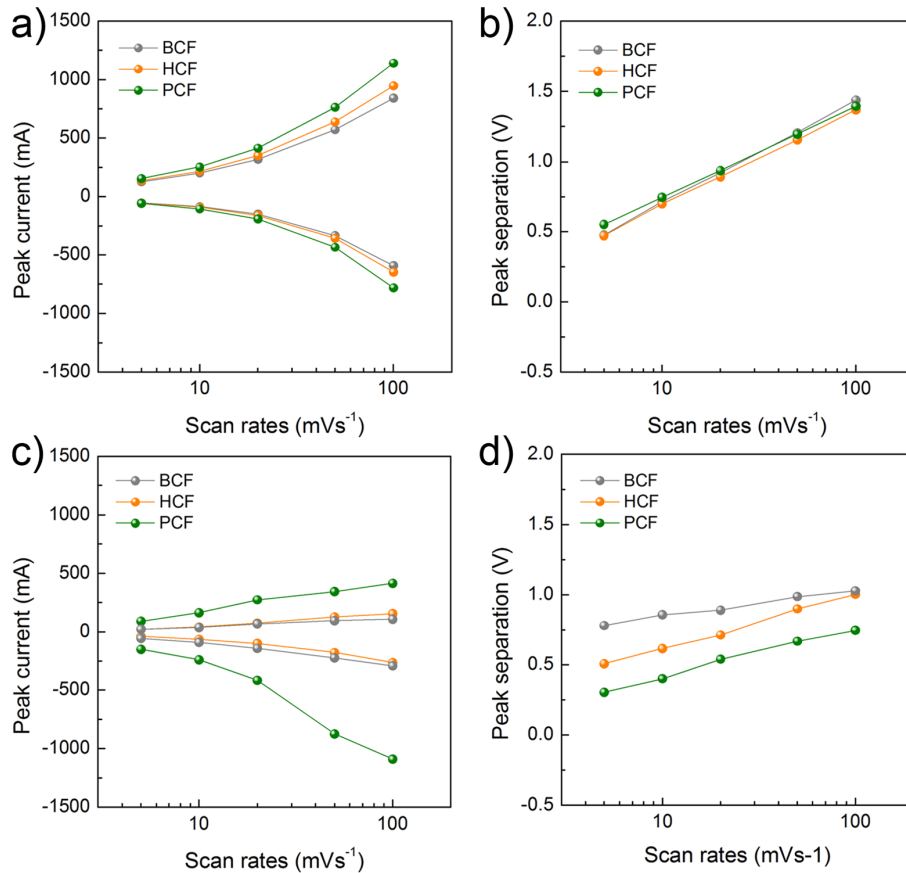 a)
1500
1000
500
0
-500
-1000
-1500
Peak current (mA)
BCF
HCF
PCF
10
100
Scan rates (mVs⁻¹)
b)
2.0
1.5
1.0
0.5
0.0
-0.5
Peak separation (V)
BCF
HCF
PCF
10
100
Scan rates (mVs⁻¹)
c)
1500
1000
500
0
-500
-1000
-1500
Peak current (mA)
BCF
HCF
PCF
10
100
Scan rates (mVs⁻¹)
d)
2.0
1.5
1.0
0.5
0.0
-0.5
Peak separation (V)
BCF
HCF
PCF
10
100
Scan rates (mVs-1)